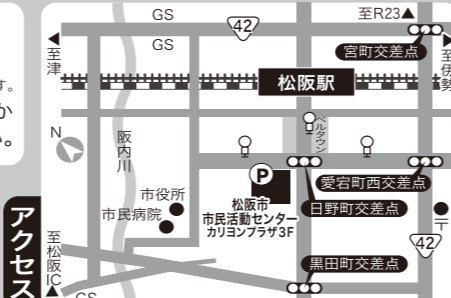 GS
42
至R23▲
GS
宮町交差点
▲
至津
▲
至伊勢
す。
松阪駅
か
い。
N
阪内川
ベルタウン
P
愛宕町西交差点
市役所
松阪市
市民活動センター
カリヨンプラザ3F
日野町交差点
市民病院
〒
アクセス
至松阪IC▲
42
黒田町交差点
GS